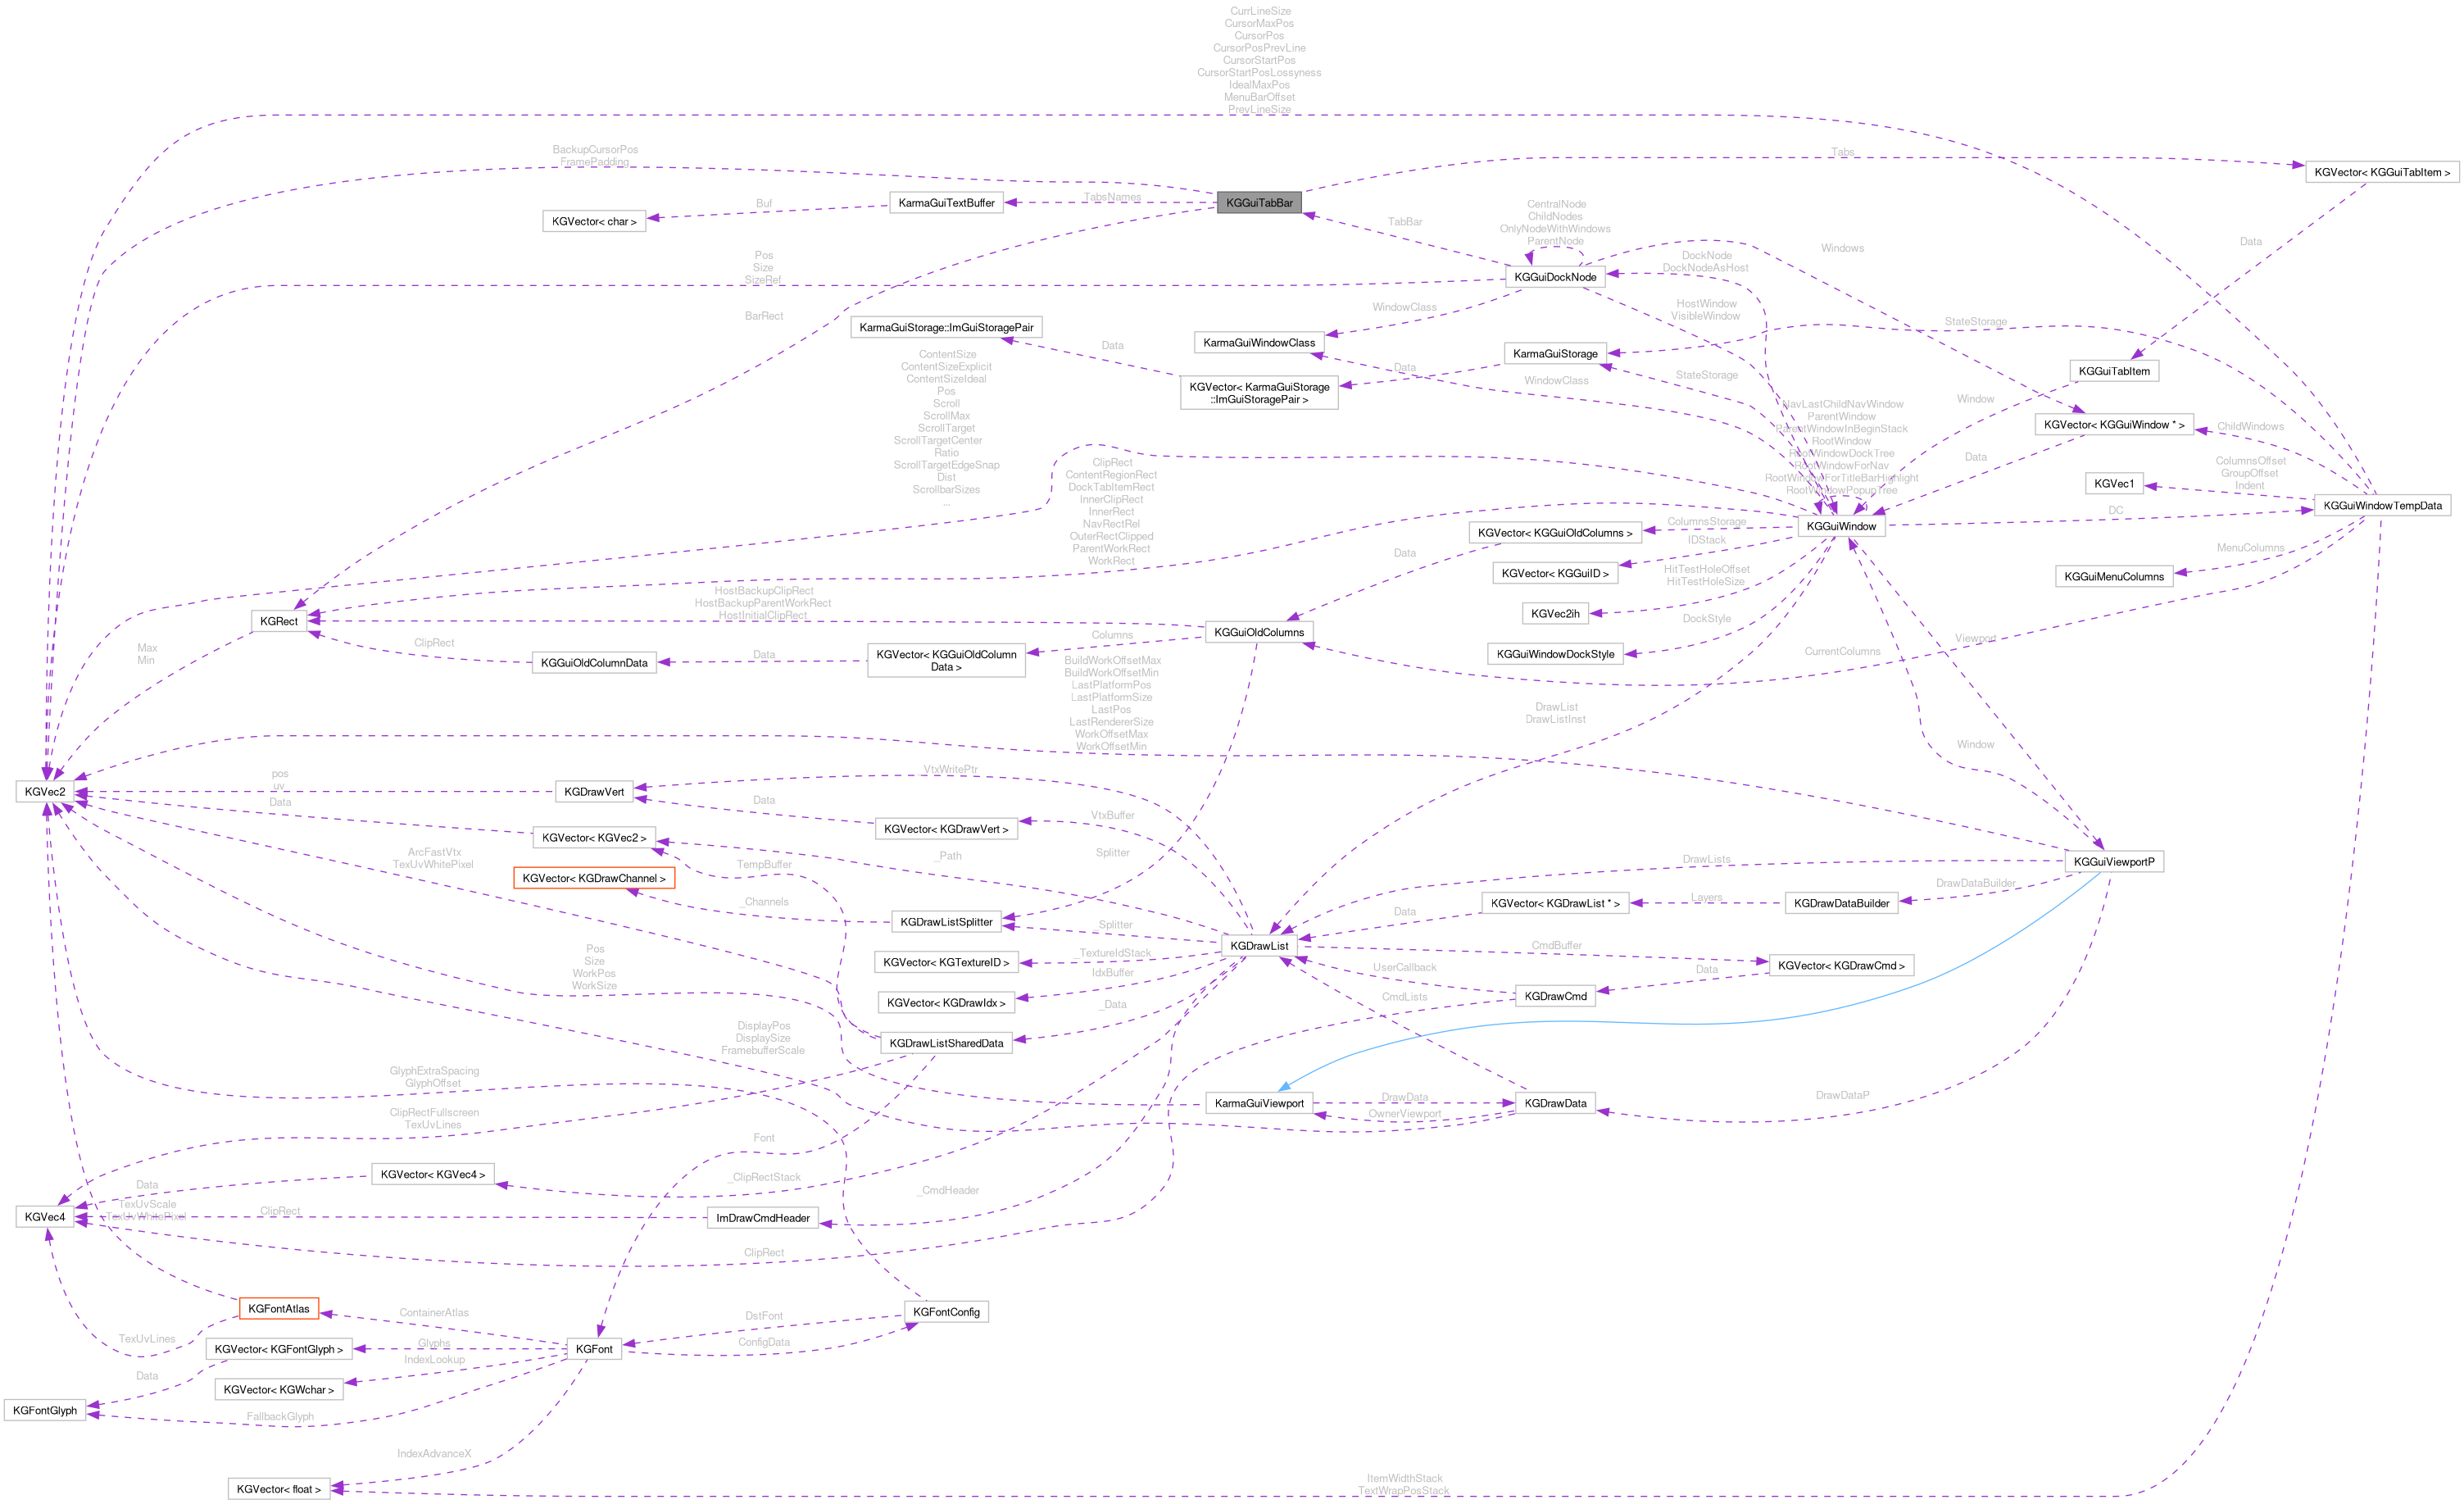 CurrLineSize
CursorMaxPos
CursorPos
CursorPosPrevLine
CursorStartPos
CursorStartPosLossyness
IdealMaxPos
MenuBarOffset
PrevLineSize
BackupCursorPos
FramePadding
Tabs
KGVector< KGGuiTabItem >
KGVector< char >
Buf
KarmaGuiTextBuffer
TabsNames
KGGuiTabBar
TabBar
CentralNode
ChildNodes
OnlyNodeWithWindows
ParentNode
Windows
Data
Pos
Size
SizeRef
KGGuiDockNode
DockNode
DockNodeAsHost
BarRect
KarmaGuiStorage::ImGuiStoragePair
WindowClass
KarmaGuiWindowClass
HostWindow
VisibleWindow
StateStorage
Data
KarmaGuiStorage
KGGuiTabItem
ContentSize
ContentSizeExplicit
ContentSizeIdeal
Pos
Scroll
ScrollMax
ScrollTarget
ScrollTargetCenter
Ratio
ScrollTargetEdgeSnap
Dist
ScrollbarSizes
...
KGVector< KarmaGuiStorage
::ImGuiStoragePair >
Data
WindowClass
StateStorage
Window
NavLastChildNavWindow
ParentWindow
ParentWindowInBeginStack
RootWindow
RootWindowDockTree
RootWindowForNav
RootWindowForTitleBarHighlight
RootWindowPopupTree
KGVector< KGGuiWindow * >
ChildWindows
Data
ClipRect
ContentRegionRect
DockTabItemRect
InnerClipRect
InnerRect
NavRectRel
OuterRectClipped
ParentWorkRect
WorkRect
KGVec1
ColumnsOffset
GroupOffset
Indent
KGGuiWindowTempData
KGGuiWindow
DC
KGVector< KGGuiOldColumns >
ColumnsStorage
IDStack
Data
KGVector< KGGuiID >
HitTestHoleOffset
HitTestHoleSize
MenuColumns
KGGuiMenuColumns
KGVec2ih
DockStyle
KGRect
HostBackupClipRect
HostBackupParentWorkRect
HostInitialClipRect
KGGuiOldColumns
KGGuiWindowDockStyle
Viewport
CurrentColumns
Max
Min
ClipRect
KGGuiOldColumnData
Data
KGVector< KGGuiOldColumn
Data >
Columns
BuildWorkOffsetMax
BuildWorkOffsetMin
LastPlatformPos
LastPlatformSize
LastPos
LastRendererSize
WorkOffsetMax
WorkOffsetMin
DrawList
DrawListInst
Window
KGVec2
pos
uv
Data
KGDrawVert
VtxWritePtr
Data
KGVector< KGDrawVert >
VtxBuffer
KGVector< KGVec2 >
_Path
Splitter
ArcFastVtx
TexUvWhitePixel
KGVector< KGDrawChannel >
TempBuffer
_Channels
KGDrawListSplitter
Splitter
DrawLists
KGGuiViewportP
DrawDataBuilder
KGVector< KGDrawList * >
Layers
KGDrawDataBuilder
Data
KGDrawList
CmdBuffer
KGVector< KGDrawCmd >
Data
_TextureIdStack
KGVector< KGTextureID >
UserCallback
KGDrawCmd
IdxBuffer
KGVector< KGDrawIdx >
_Data
CmdLists
Pos
Size
WorkPos
WorkSize
DisplayPos
DisplaySize
FramebufferScale
KGDrawListSharedData
GlyphExtraSpacing
GlyphOffset
KarmaGuiViewport
DrawData
OwnerViewport
KGDrawData
DrawDataP
ClipRectFullscreen
TexUvLines
Font
KGVector< KGVec4 >
_ClipRectStack
_CmdHeader
Data
TexUvScale
TexUvWhitePixel
KGVec4
ClipRect
ImDrawCmdHeader
ClipRect
KGFontAtlas
ContainerAtlas
TexUvLines
KGFontConfig
DstFont
ConfigData
KGVector< KGFontGlyph >
Glyphs
KGFont
IndexLookup
Data
KGVector< KGWchar >
KGFontGlyph
FallbackGlyph
IndexAdvanceX
KGVector< float >
ItemWidthStack
TextWrapPosStack